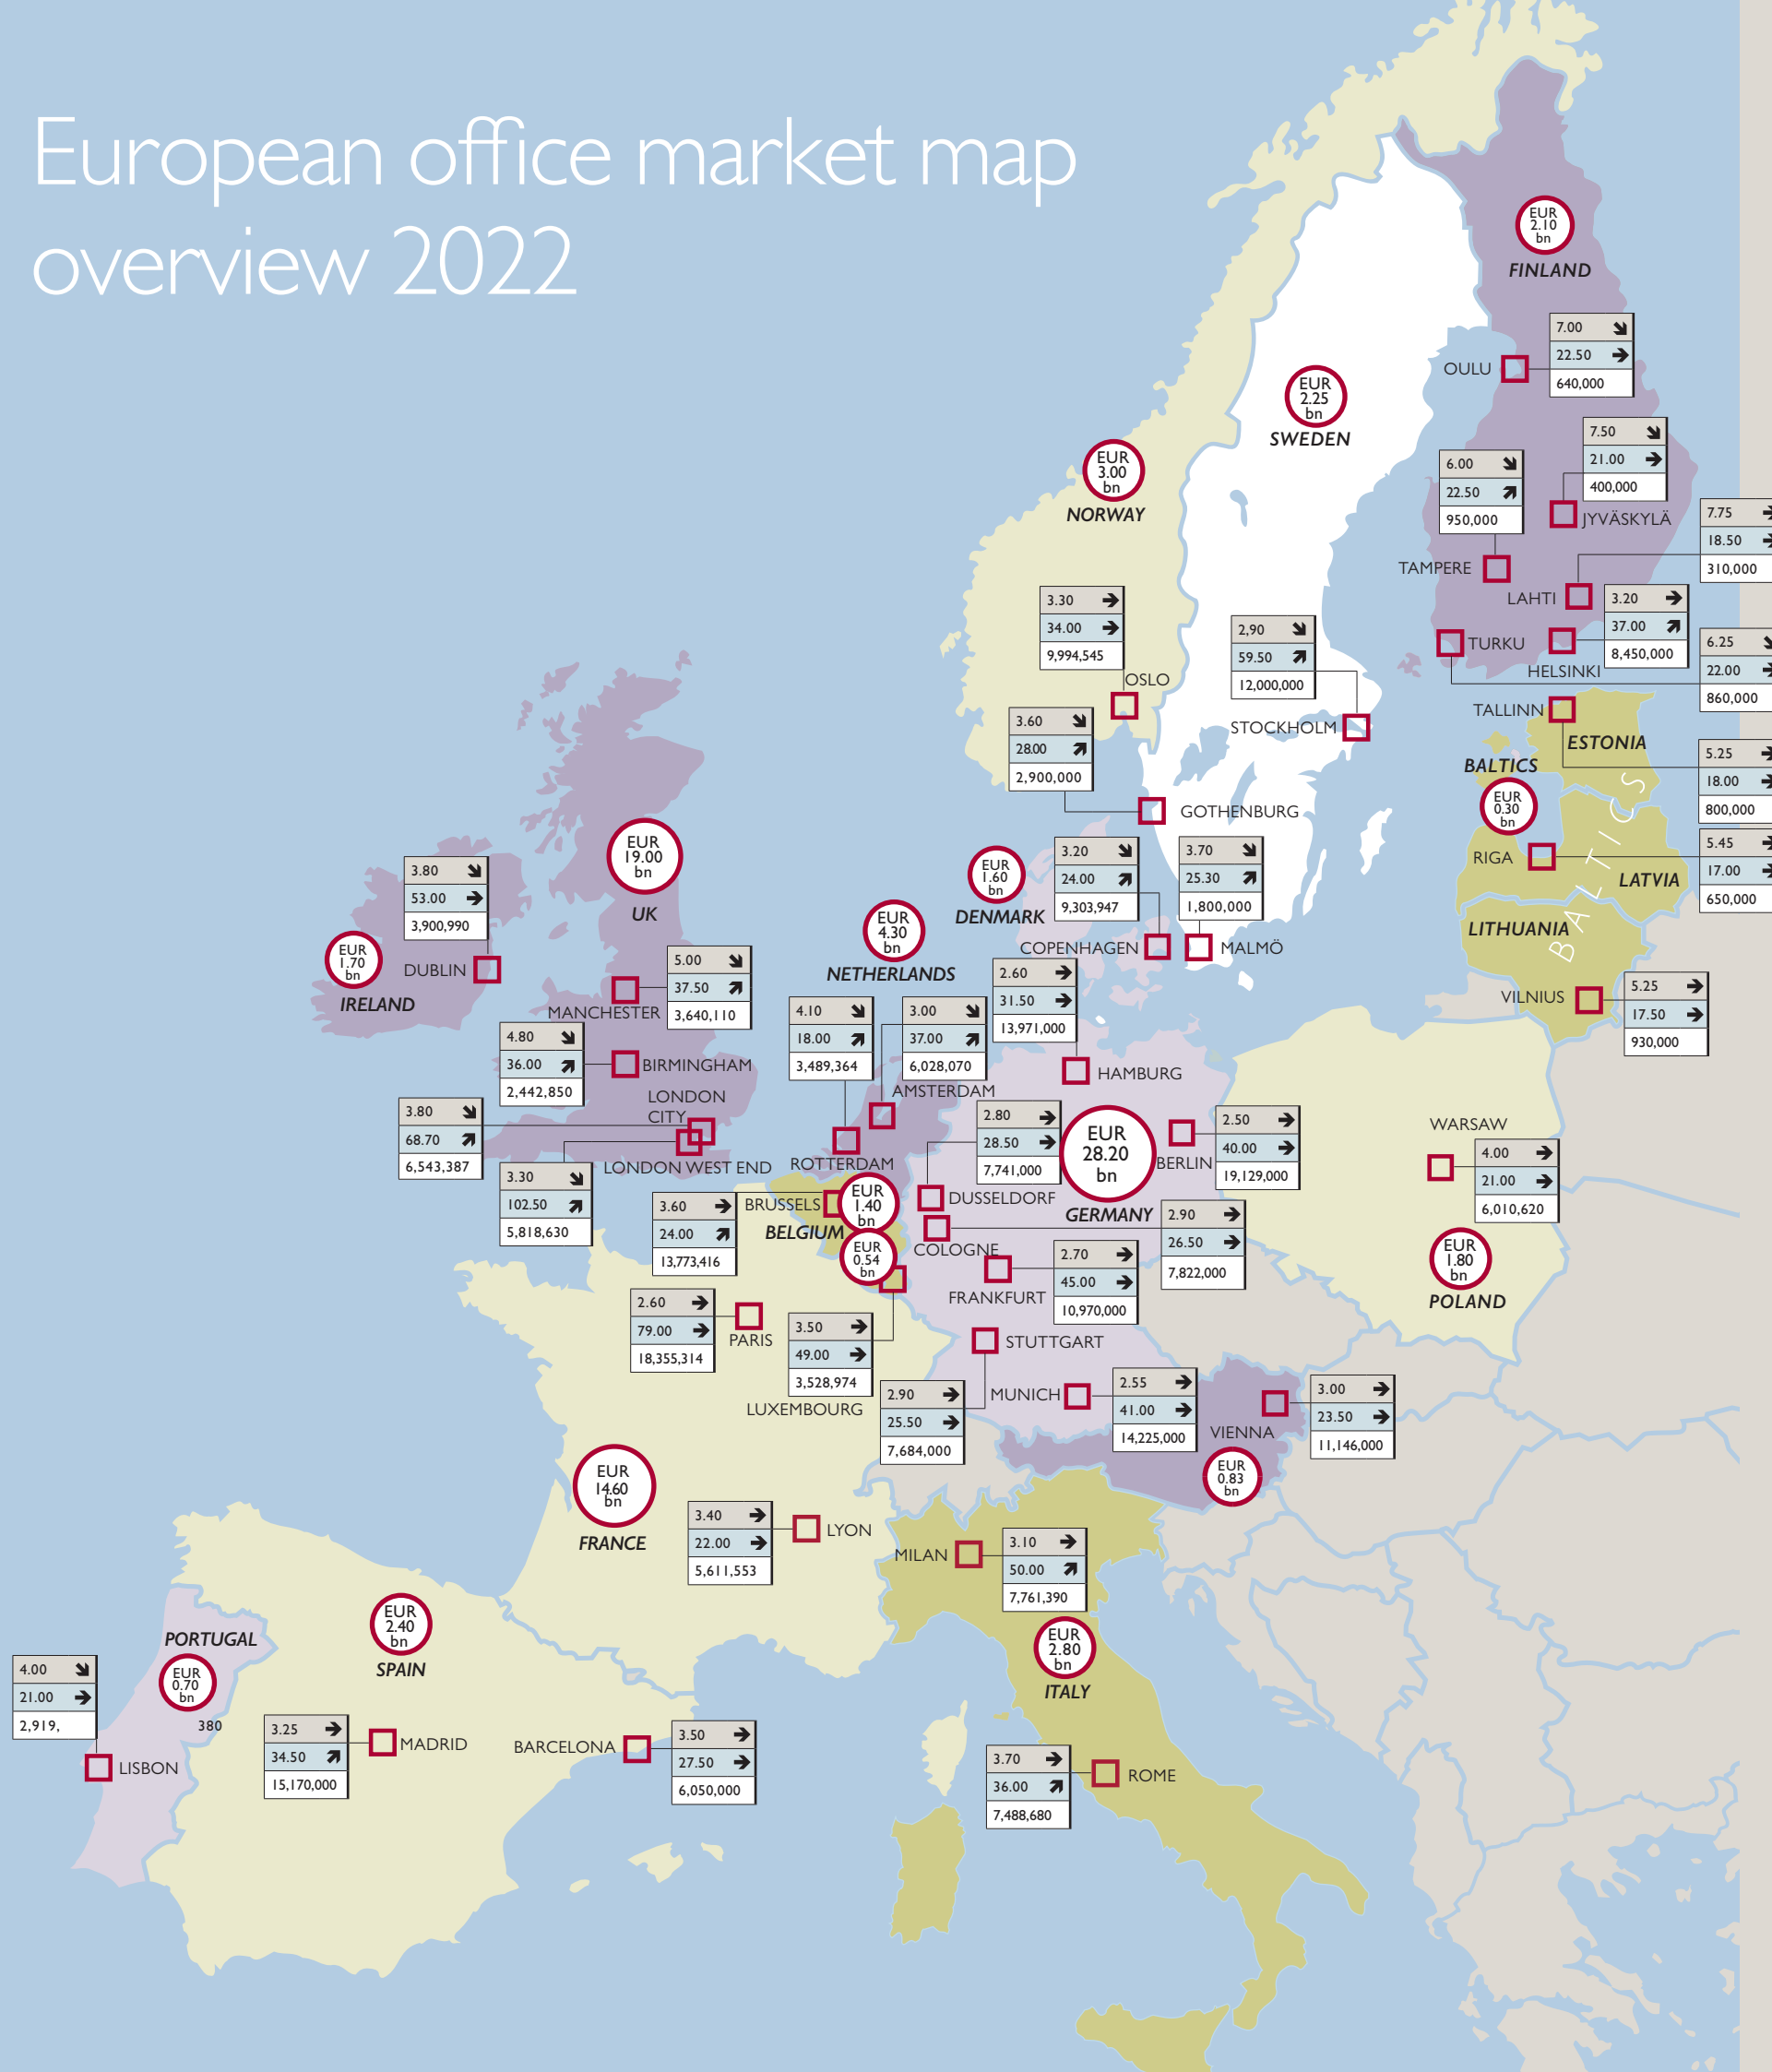 European office market map
overview 2022
EUR
2.10
bn
FINLAND
7.00
22.50
640,000
OULU
EUR
2.25
bn
SWEDEN
7.50
21.00
400,000
JYVÄSKYLÄ
6.00
22.50
950,000
TAMPERE
EUR
3.00
bn
NORWAY
7.75
18.50
310,000
LAHTI
3.20
37.00
8,450,000
HELSINKI
TURKU
6.25
22.00
860,000
3.30
34.00
9,994,545
OSLO
2,90
59.50
12,000,000
STOCKHOLM
3.60
28.00
2,900,000
GOTHENBURG
TALLINN
ESTONIA
5.25
18.00
800,000
BALTICS
EUR
0.30
bn
BALTICS
RIGA
LATVIA
5.45
17.00
650,000
LITHUANIA
VILNIUS
5.25
17.50
930,000
EUR
19.00
bn
UK
3.80
53.00
3,900,990
DUBLIN
EUR
1.70
bn
IRELAND
EUR
1.60
bn
DENMARK
3.20
24.00
9,303,947
COPENHAGEN
3.70
25.30
1,800,000
MALMÖ
EUR
4.30
bn
NETHERLANDS
5.00
37.50
3,640,110
MANCHESTER
4.80
36.00
2,442,850
BIRMINGHAM
LONDON
CITY
3.80
68.70
6,543,387
LONDON WEST END
3.30
102.50
5,818,630
4.10
18.00
3,489,364
ROTTERDAM
3.00
37.00
6,028,070
AMSTERDAM
2.60
31.50
13,971,000
HAMBURG
2.80
28.50
7,741,000
DUSSELDORF
EUR
28.20
bn
GERMANY
BERLIN
2.50
40.00
19,129,000
WARSAW
4.00
21.00
6,010,620
EUR
1.80
bn
POLAND
3.60
24.00
13,773,416
BRUSSELS
BELGIUM
EUR
1.40
bn
EUR
0.54
bn
COLOGNE
2.90
26.50
7,822,000
FRANKFURT
2.70
45.00
10,970,000
2.60
79.00
18,355,314
PARIS
3.50
49.00
3,528,974
LUXEMBOURG
STUTTGART
2.90
25.50
7,684,000
MUNICH
2.55
41.00
14,225,000
VIENNA
3.00
23.50
11,146,000
EUR
0.83
bn
EUR
14.60
bn
FRANCE
3.40
22.00
5,611,553
LYON
MILAN
3.10
50.00
7,761,390
EUR
2.80
bn
ITALY
PORTUGAL
EUR
0.70
bn
4.00
21.00
2,919,
380
LISBON
EUR
2.40
bn
SPAIN
3.25
34.50
15,170,000
MADRID
BARCELONA
3.50
27.50
6,050,000
3.70
36.00
7,488,680
ROME